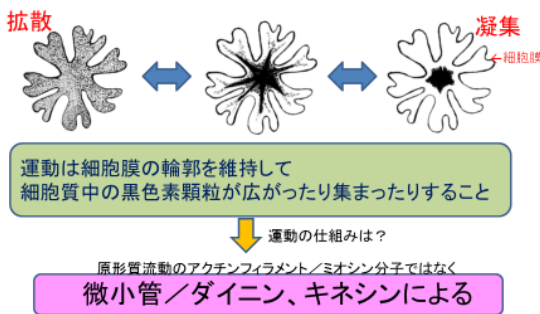 拡散
凝集
←細胞膜
運動は細胞膜の輪郭を維持して
細胞質中の黒色素顆粒が広がったり集まったりすること
運動の仕組みは？
原形質流動のアクチンフィラメント／ミオシン分子ではなく
微小管／ダイニン、キネシンによる